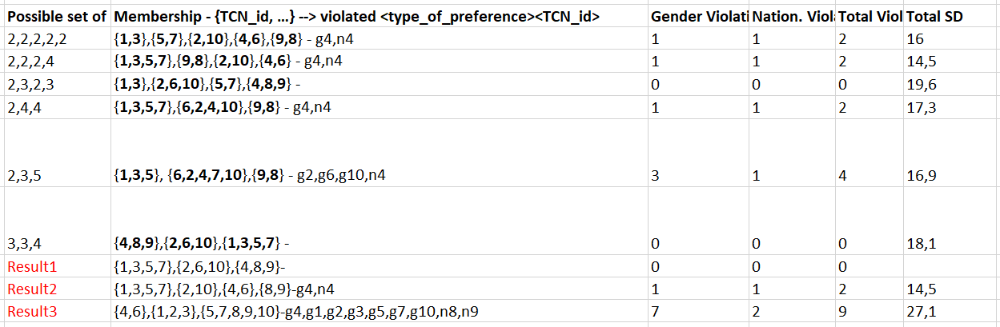 Possible set of Membership - {TCN_id, …} --> violated <type_of_preference><TCN_id> Gender Violati Nation. Viol Total Viol Total SD
2,2,2,2,2 {1,3},{5,7},{2,10},{4,6},{9,8} - g4,n4 1 1 2 16
2,2,2,4 {1,3,5,7},{9,8},{2,10},{4,6} - g4,n4 1 1 2 14,5
2,3,2,3 {1,3},{2,6,10},{5,7},{4,8,9} - 0 0 0 19,6
2,4,4 {1,3,5,7},{6,2,4,10},{9,8} - g4,n4 1 1 2 17,3
2,3,5 {1,3,5}, {6,2,4,7,10},{9,8} - g2,g6,g10,n4 3 1 4 16,9
3,3,4 {4,8,9},{2,6,10},{1,3,5,7} - 0 0 0 18,1
Result1 {1,3,5,7},{2,6,10},{4,8,9}- 0 0 0
Result2 {1,3,5,7},{2,10},{4,6},{8,9}-g4,n4 1 1 2 14,5
Result3 {4,6},{1,2,3},{5,7,8,9,10}-g4,g1,g2,g3,g5,g7,g10,n8,n9 7 2 9 27,1